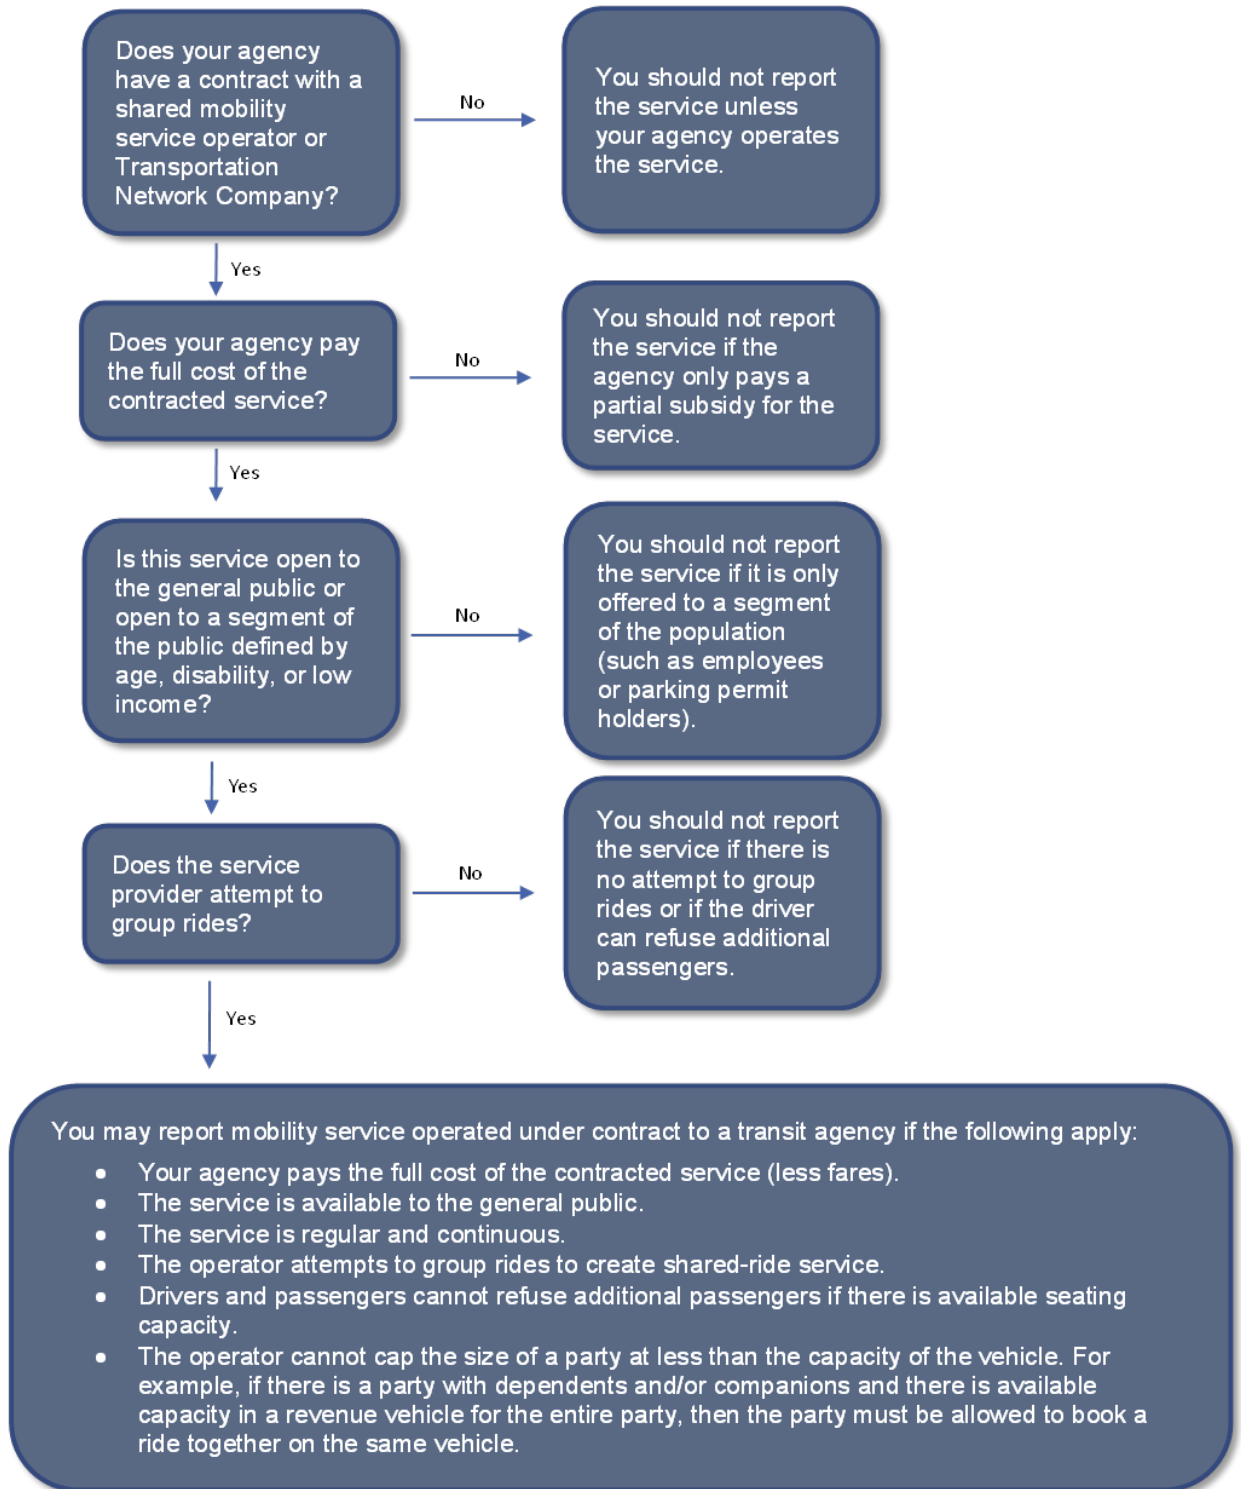 Does your agency
have a contract with a
shared mobility
service operator or
Transportation
Network Company?
No
You should not report
the service unless
your agency operates
the service.
Yes
Does your agency pay
the full cost of the
contracted service?
No
You should not report
the service if the
agency only pays a
partial subsidy for the
service.
Yes
Is this service open to
the general public or
open to a segment of
the public defined by
age, disability, or low
income?
No
You should not report
the service if it is only
offered to a segment
of the population
(such as employees
or parking permit
holders).
Yes
Does the service
provider attempt to
group rides?
No
You should not report
the service if there is
no attempt to group
rides or if the driver
can refuse additional
passengers.
Yes
You may report mobility service operated under contract to a transit agency if the following apply:
• Your agency pays the full cost of the contracted service (less fares).
• The service is available to the general public.
• The service is regular and continuous.
• The operator attempts to group rides to create shared-ride service.
• Drivers and passengers cannot refuse additional passengers if there is available seating
capacity.
• The operator cannot cap the size of a party at less than the capacity of the vehicle. For
example, if there is a party with dependents and/or companions and there is available
capacity in a revenue vehicle for the entire party, then the party must be allowed to book a
ride together on the same vehicle.